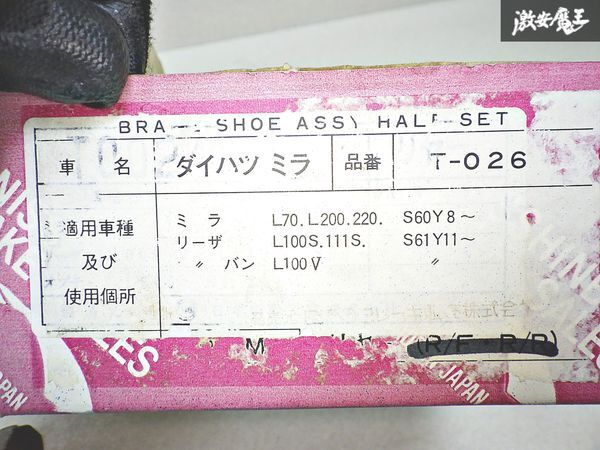 激安魔王
BRA SHOE ASSY HALF SET
車名 ダイハツ ミラ 品番 T-026
適用車種及び使用個所
ミラ L70.L200.220. S60Y8～
リーザ L100S.111S. S61Y11～
〃 バン L100V 〃
M
(R/F R/R)
JAPAN
JAPAN